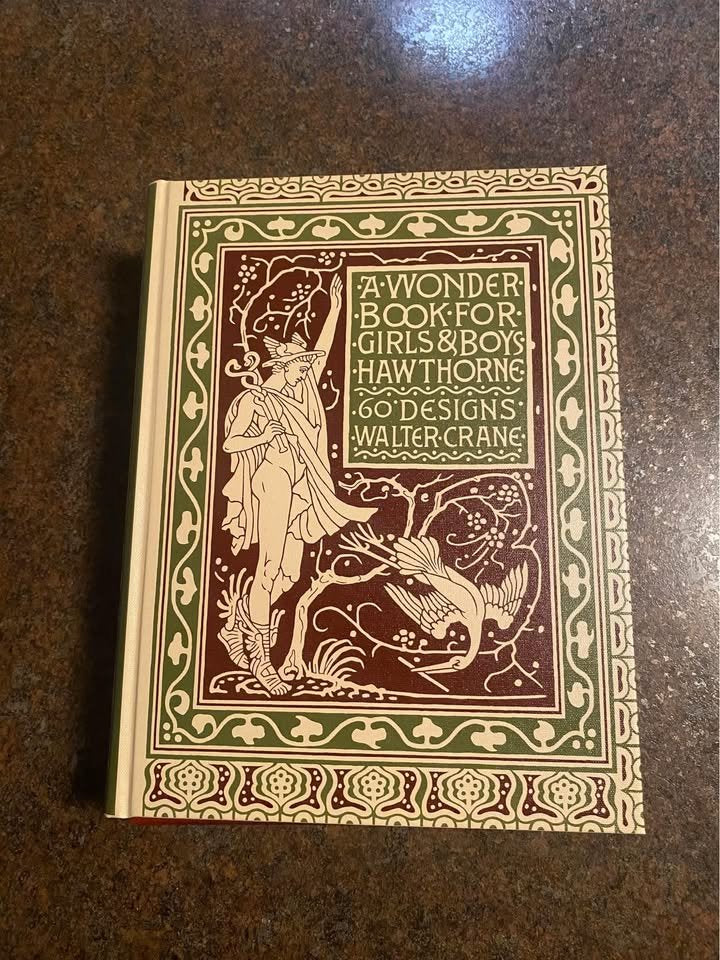 A·WONDER·
·BOOK·FOR·
·GIRLS&BOYS·
·HAWTHORNE·
·60·DESIGNS·
·WALTER·CRANE·